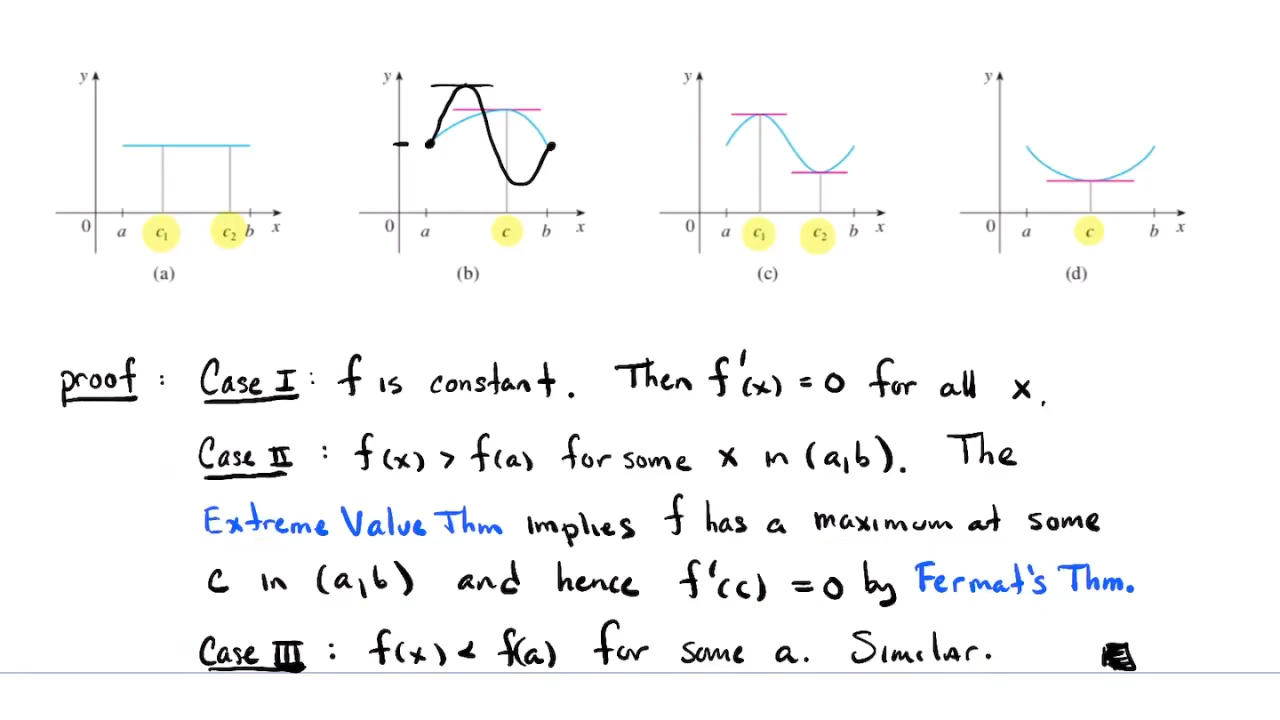 y y y y
0 a c₁ c₂ b x 0 a c b x 0 a c₁ c₂ b x 0 a c b x
(a) (b) (c) (d)
proof : Case I : f is constant. Then f'(x) = 0 for all x.
Case II : f(x) > f(a) for some x in (a,b). The
Extreme Value Thm implies f has a maximum at some
c in (a,b) and hence f'(c) = 0 by Fermat's Thm.
Case III : f(x) < f(a) for some a. Similar.